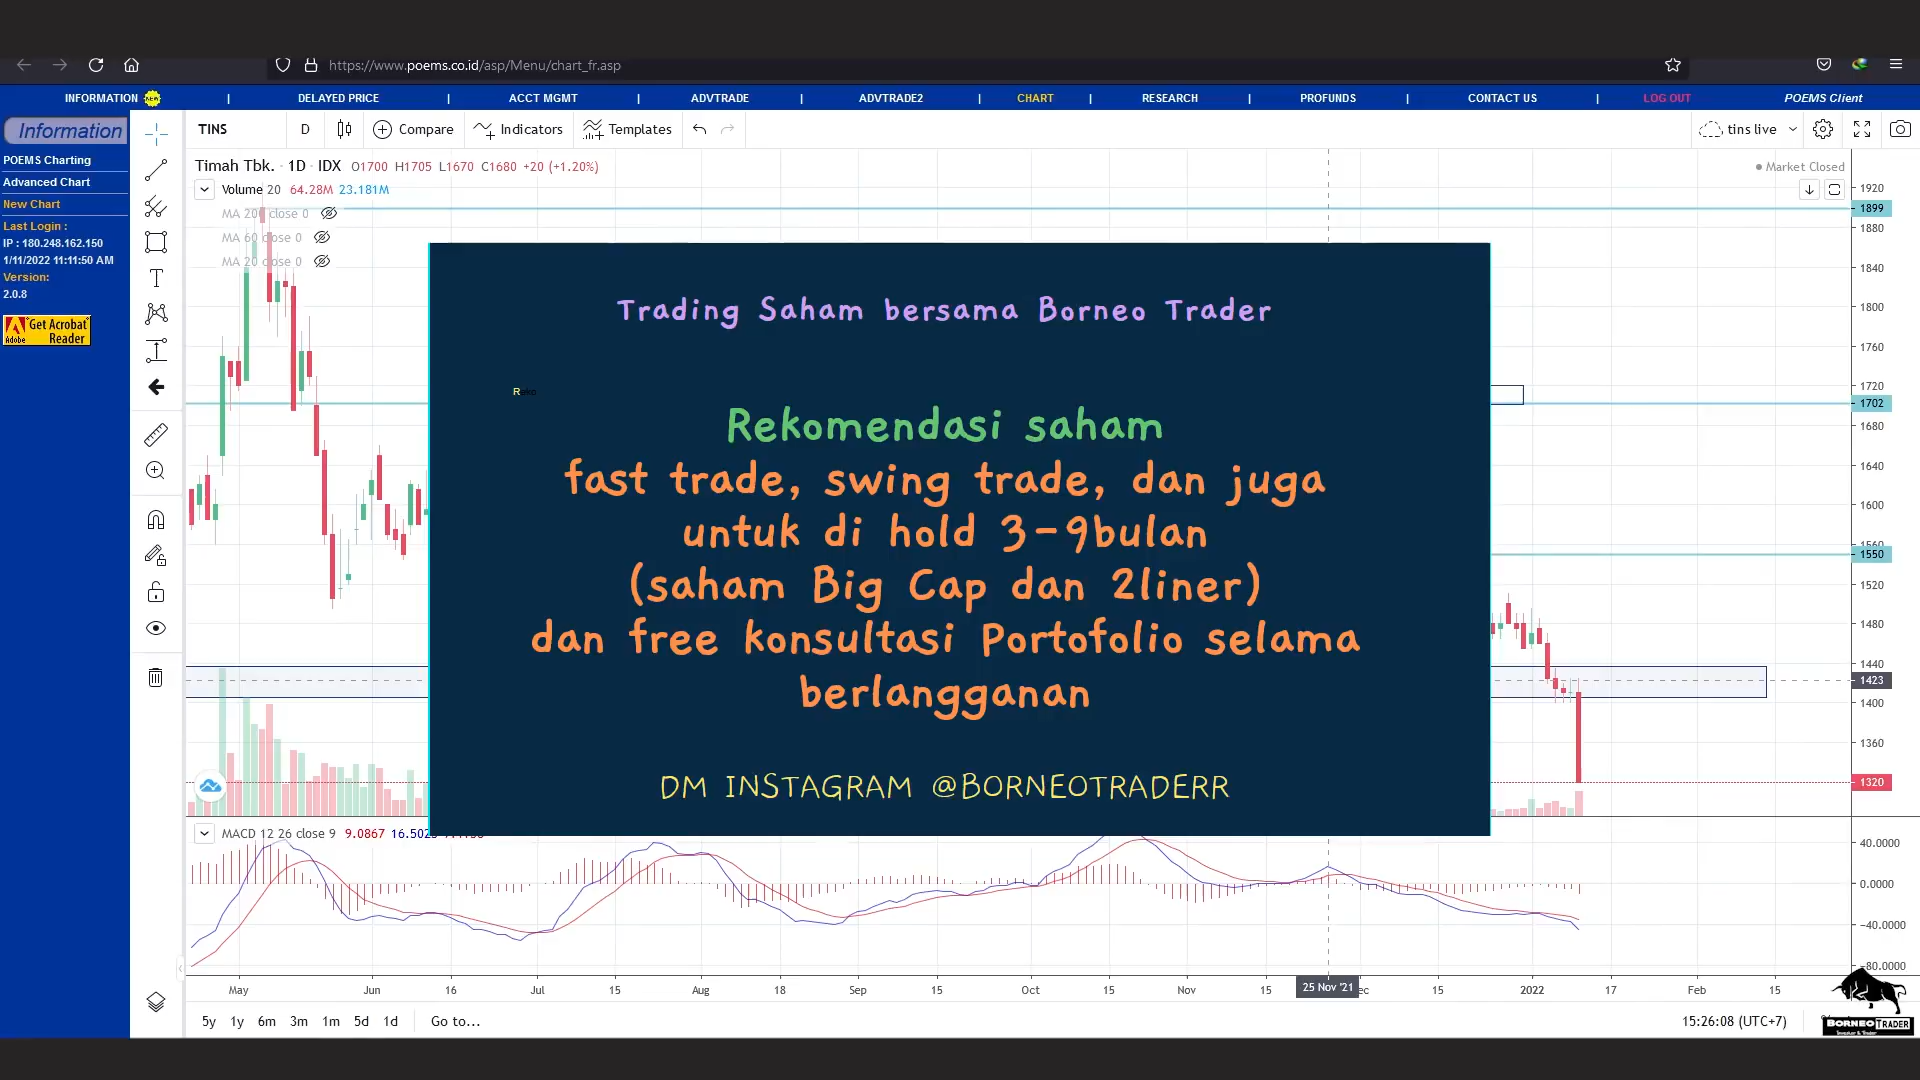 https://www.poems.co.id/asp/Menu/chart_fr.asp
INFORMATION NEW | DELAYED PRICE | ACCT MGMT | ADVTRADE | ADVTRADE2 | CHART | RESEARCH | PROFUNDS | CONTACT US | LOG OUT POEMS Client
Information
POEMS Charting
Advanced Chart
New Chart
Last Login :
IP : 180.248.162.150
1/11/2022 11:11:50 AM
Version:
2.0.8
Get Acrobat
Adobe Reader
TINS D Compare Indicators Templates tins live
Timah Tbk. · 1D · IDX O1700 H1705 L1670 C1680 +20 (+1.20%)
Market Closed
Volume 20 64.28M 23.181M
MA 200 close 0
MA 60 close 0
MA 20 close 0
Trading Saham bersama Borneo Trader
Reko
Rekomendasi saham
fast trade, swing trade, dan juga
untuk di hold 3-9bulan
(saham Big Cap dan 2liner)
dan free konsultasi Portofolio selama
berlangganan
DM INSTAGRAM @BORNEOTRADERR
1920
1899
1880
1840
1800
1760
1720
1702
1680
1640
1600
1560
1550
1520
1480
1440
1423
1400
1360
1320
MACD 12 26 close 9 9.0867
40.0000
0.0000
−40.0000
−80.0000
May Jun 16 Jul 15 Aug 18 Sep 15 Oct 15 Nov 15 25 Nov '21 15 2022 17 Feb 15
5y 1y 6m 3m 1m 5d 1d Go to... 15:26:08 (UTC+7)
BORNEO TRADER